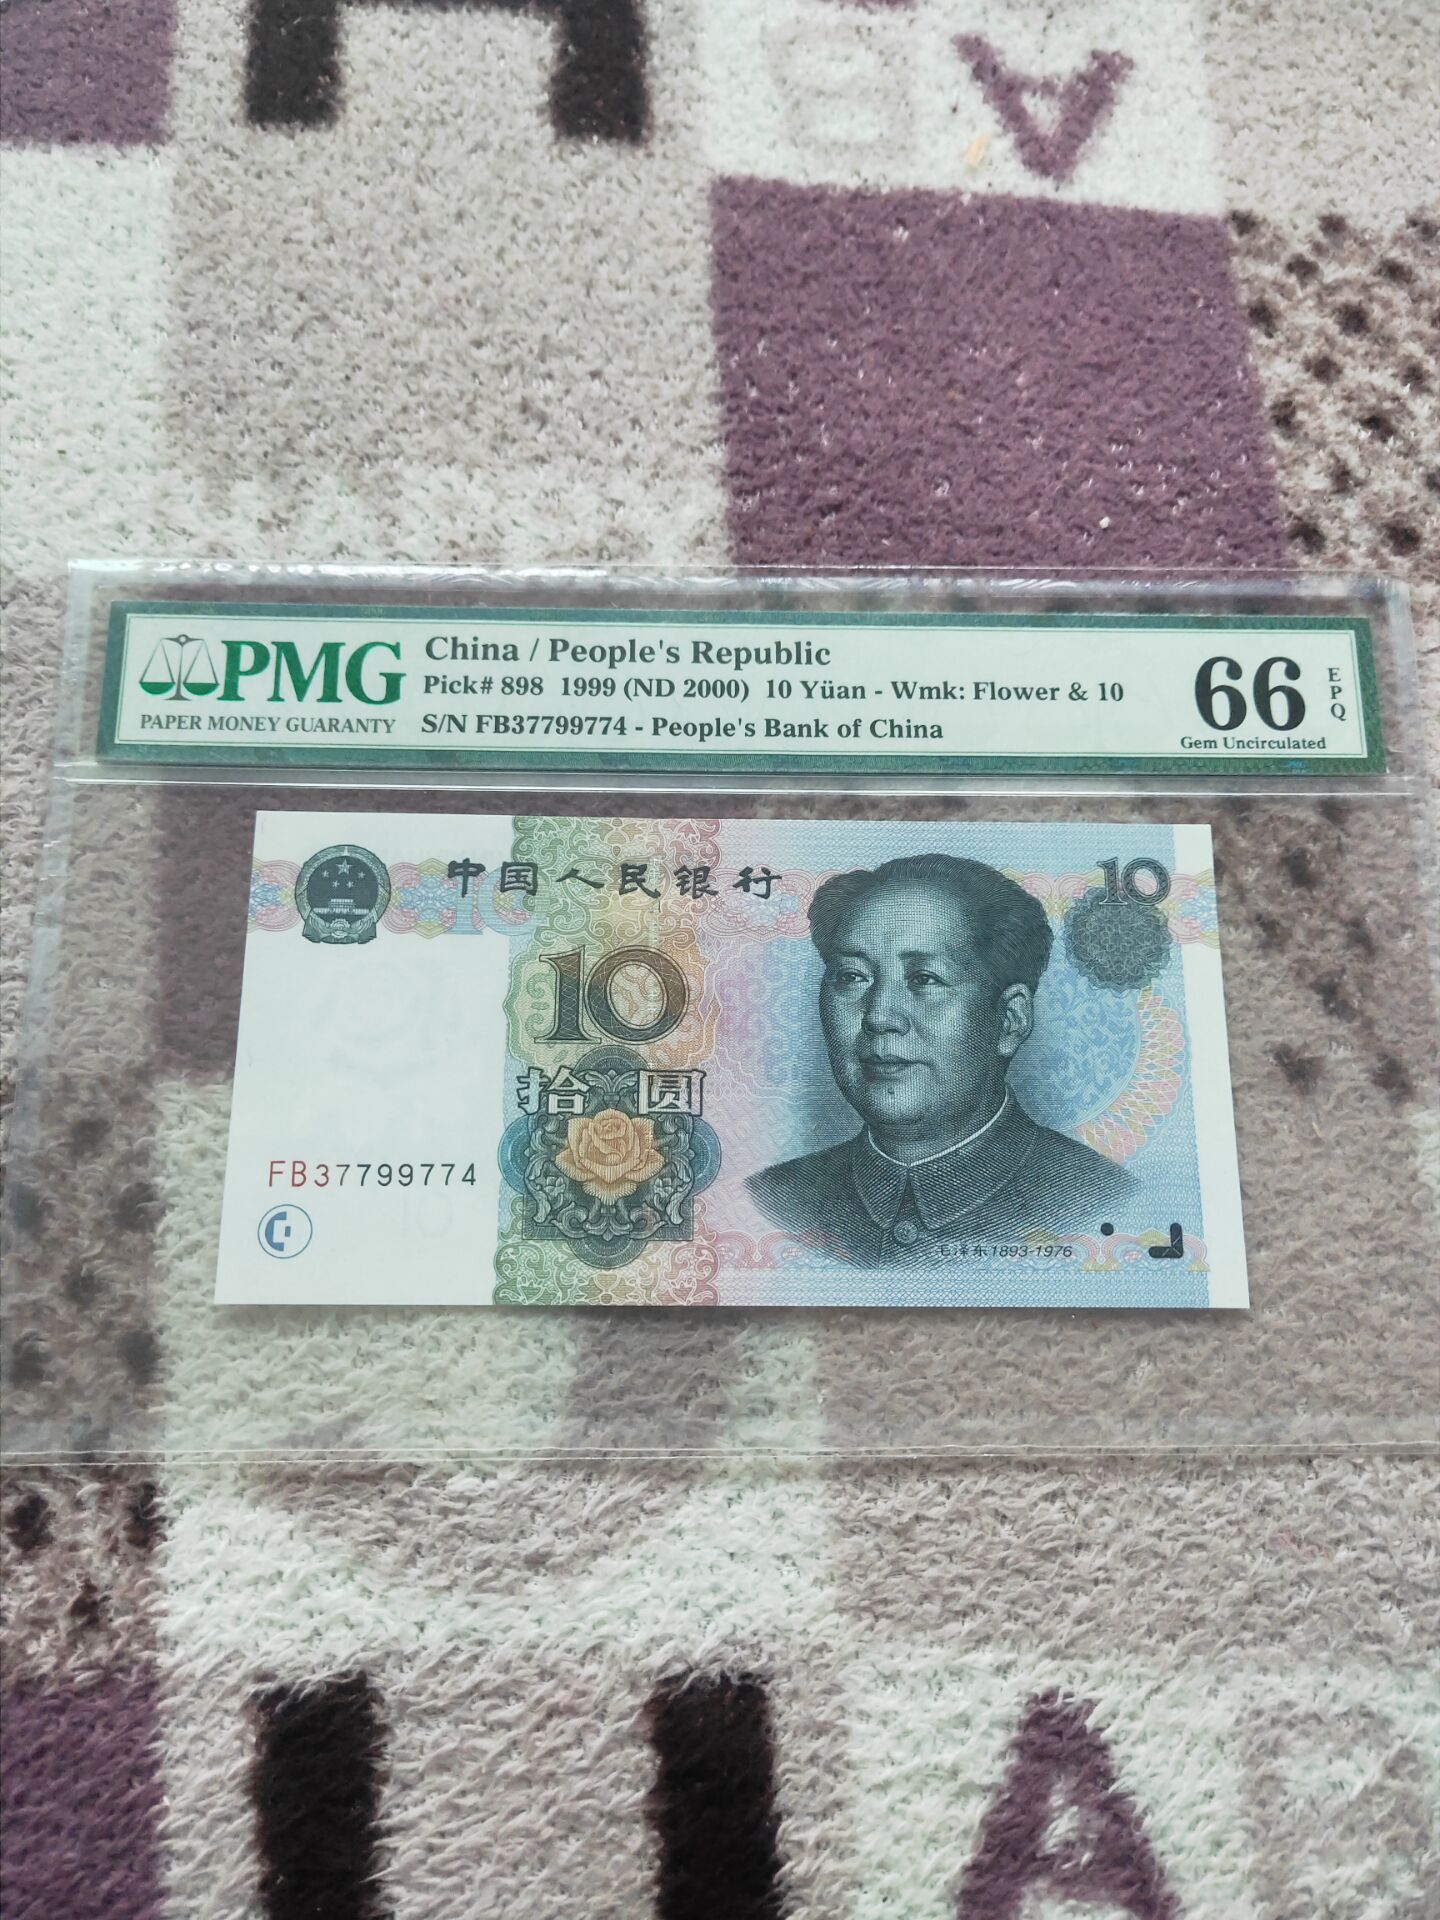 PMG
PAPER MONEY GUARANTY
China / People's Republic
Pick# 898 1999 (ND 2000) 10 Yüan - Wmk: Flower & 10
S/N FB37799774 - People's Bank of China
66
EPQ
Gem Uncirculated
中国人民银行
10
10
拾圆
FB37799774
毛泽东1893-1976